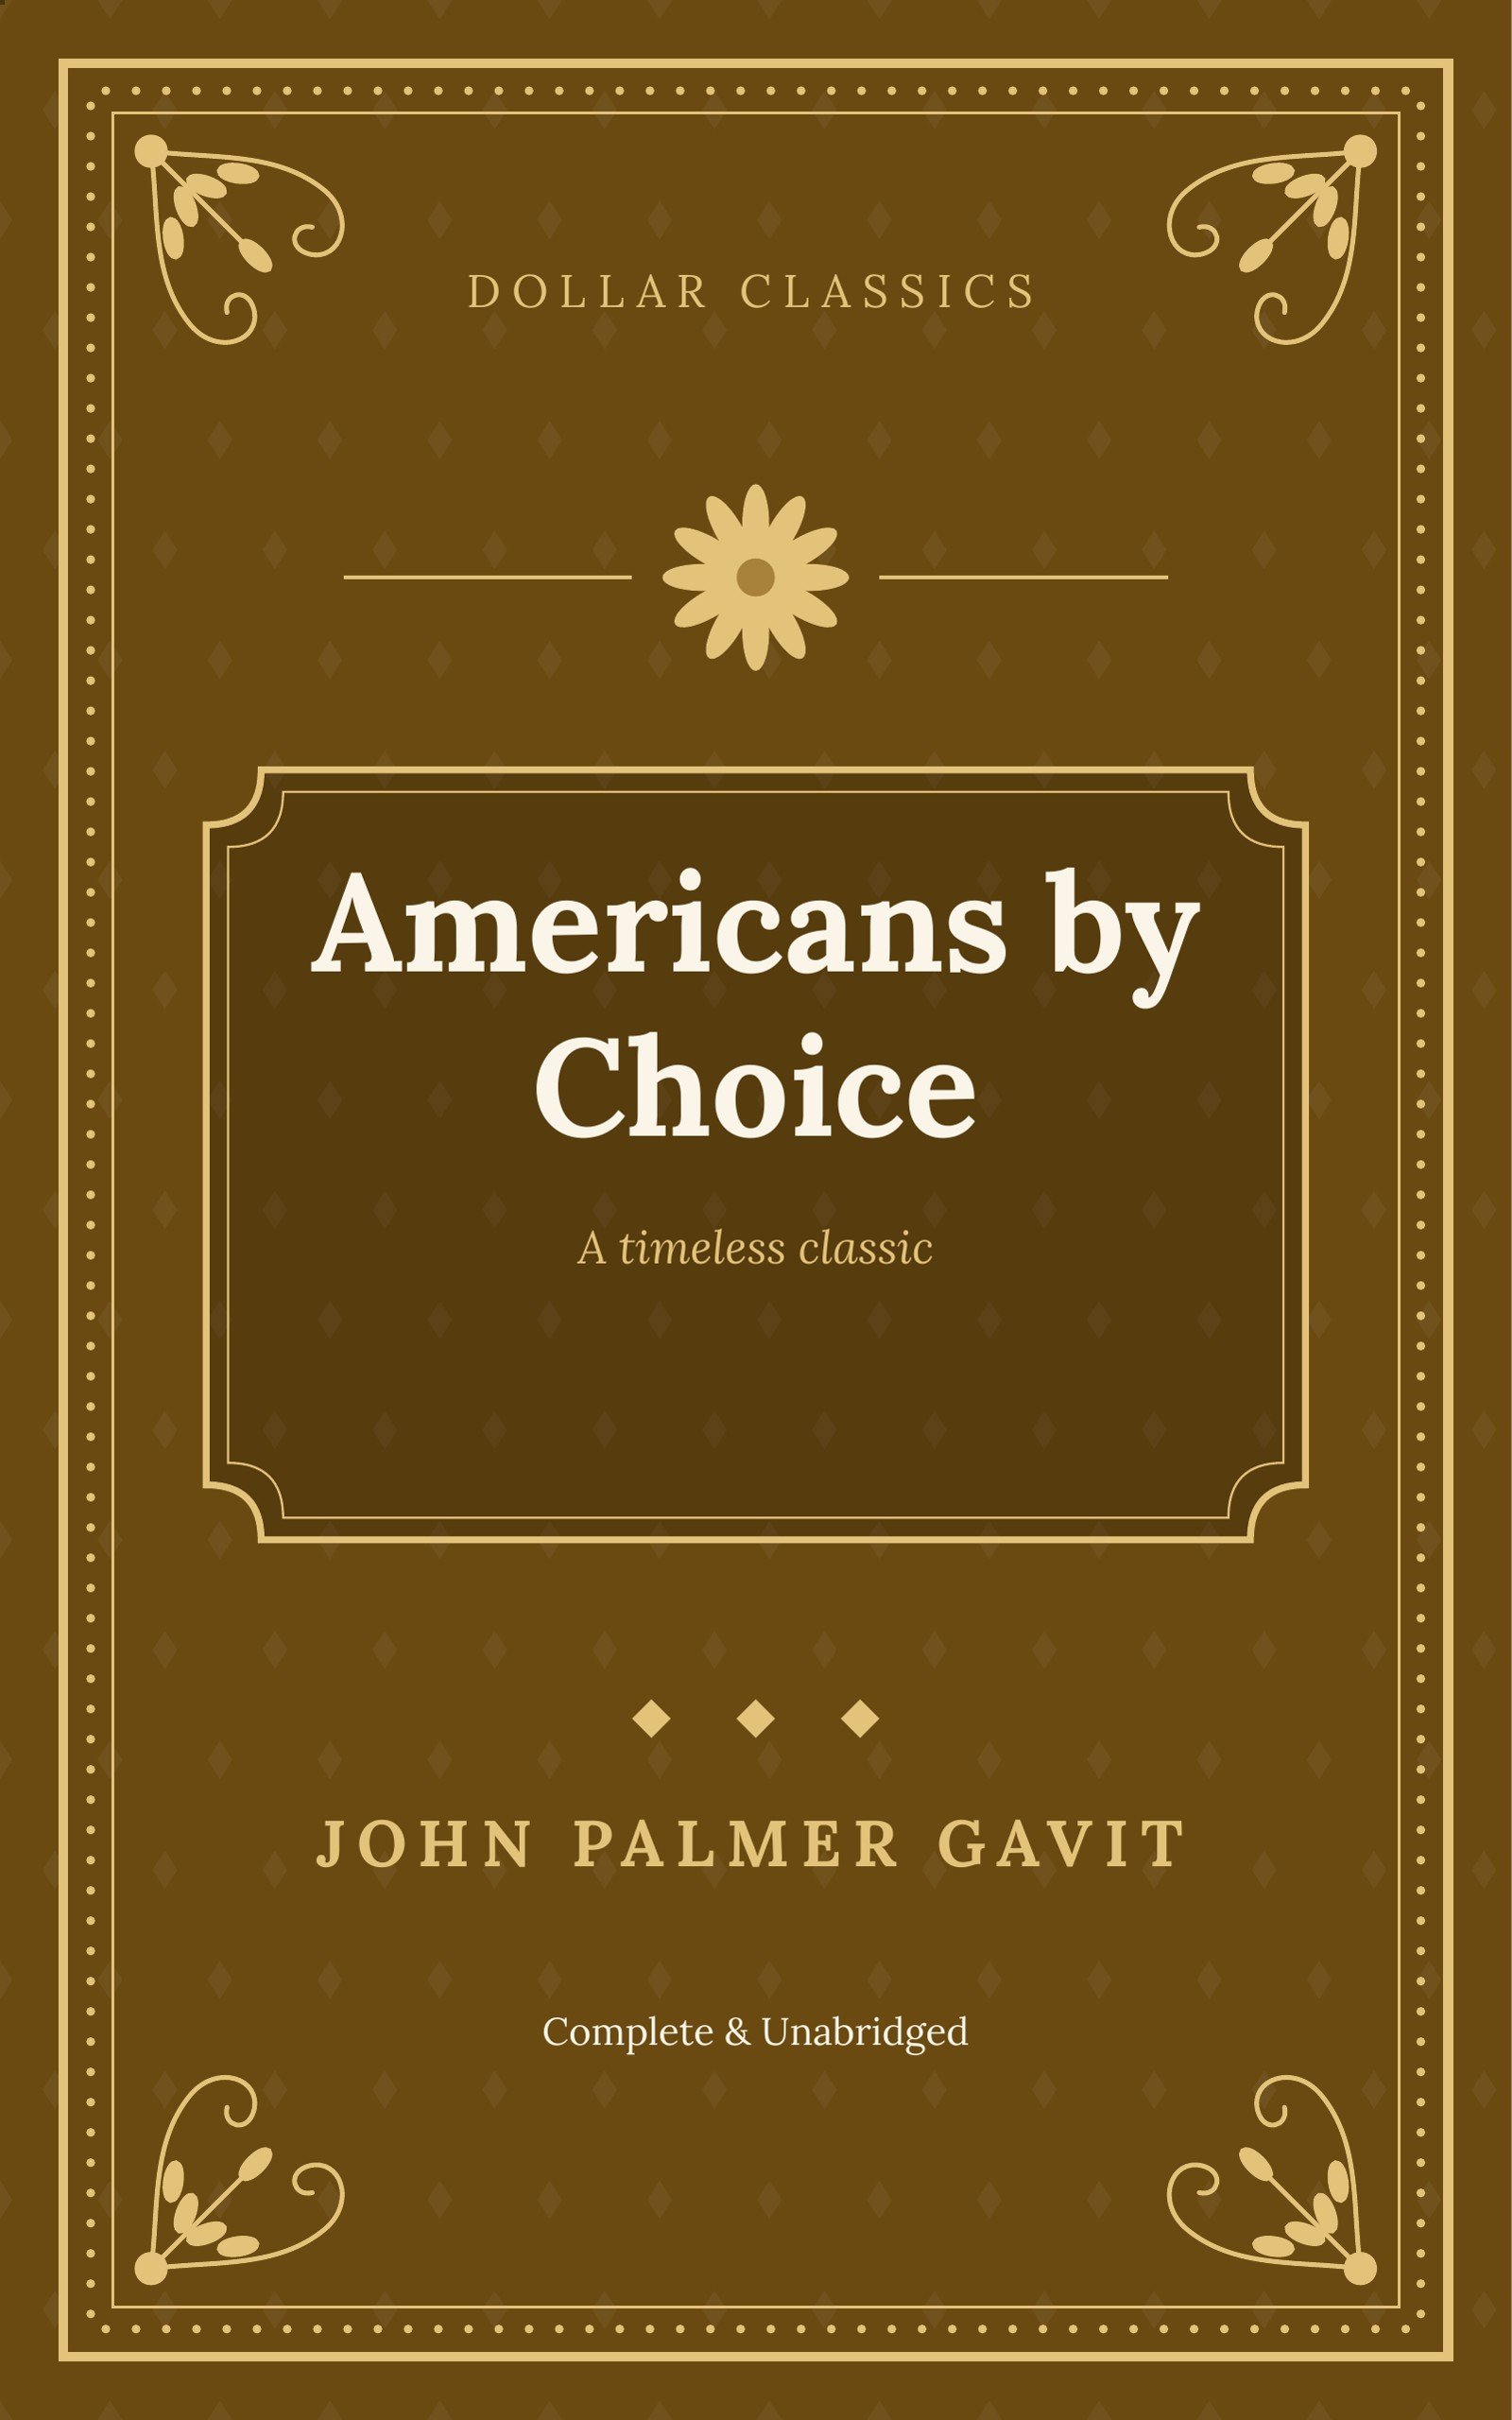 DOLLAR CLASSICS
Americans by
Choice
A timeless classic
JOHN PALMER GAVIT
Complete & Unabridged